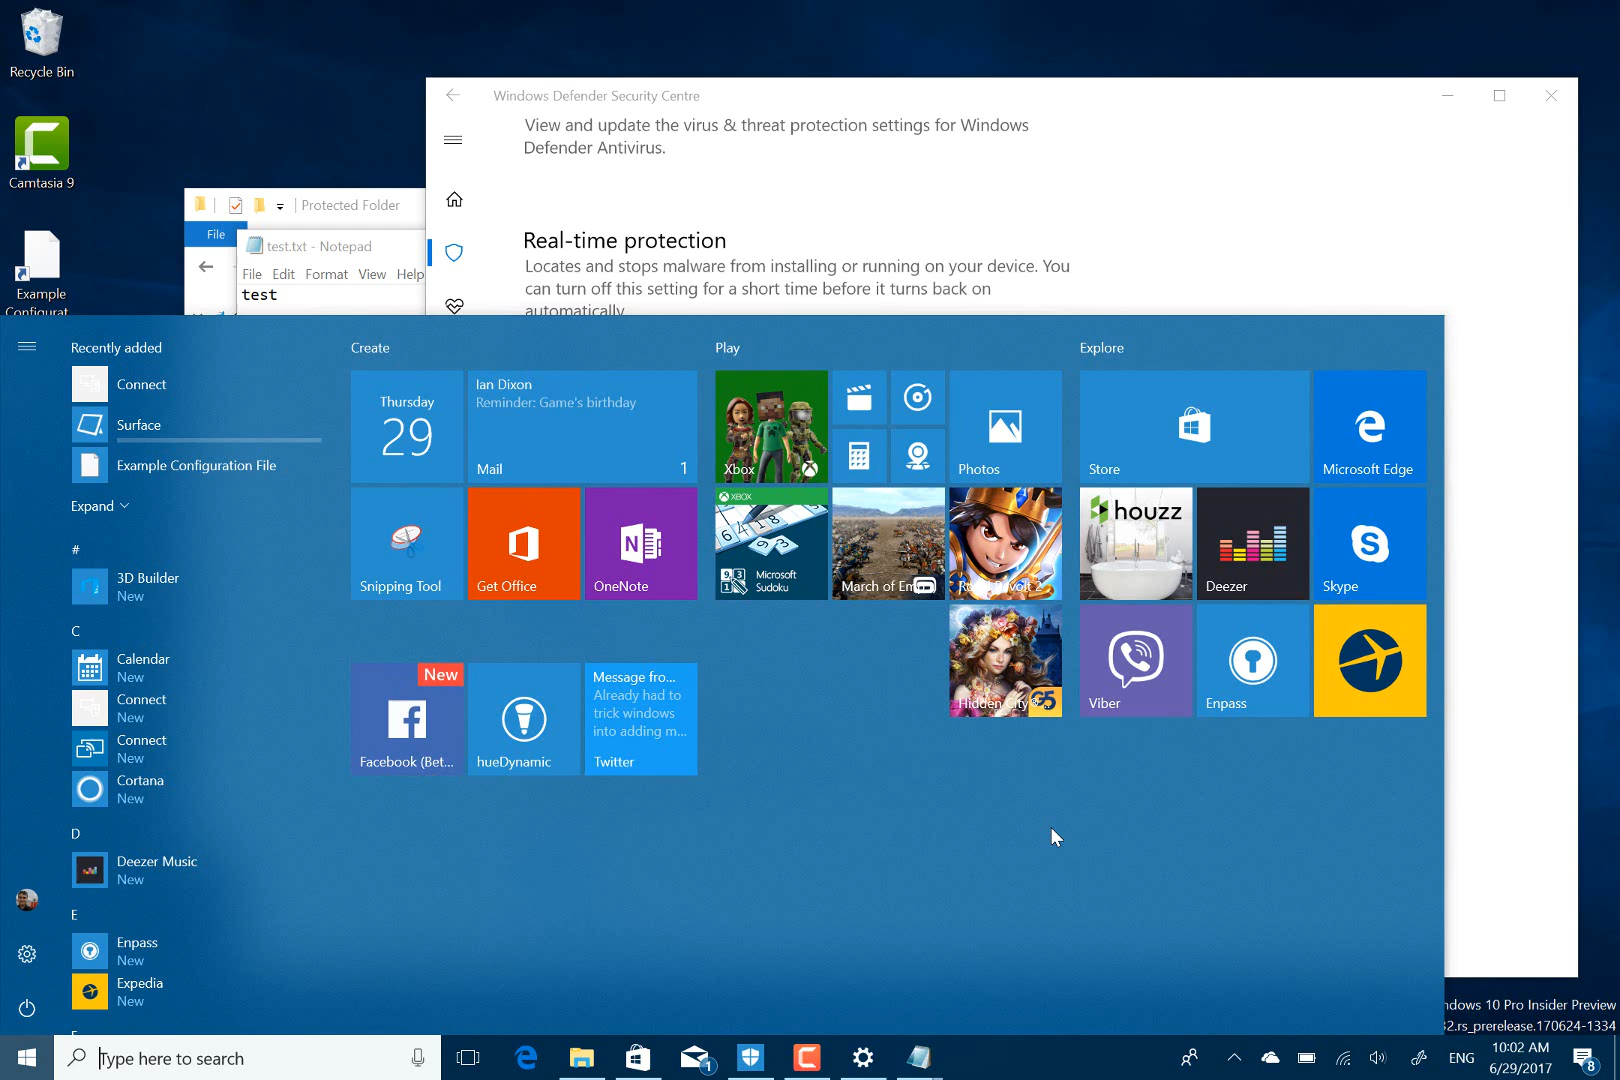 Recycle Bin
Camtasia 9
Example
Configurat...
Windows Defender Security Centre
View and update the virus & threat protection settings for Windows
Defender Antivirus.
Real-time protection
Locates and stops malware from installing or running on your device. You
can turn off this setting for a short time before it turns back on
automatically.
Protected Folder
File
test.txt - Notepad
File Edit Format View Help
test
Recently added
Connect
Surface
Example Configuration File
Expand
#
3D Builder
New
C
Calendar
New
Connect
New
Connect
New
Cortana
New
D
Deezer Music
New
E
Enpass
New
Expedia
New
Create
Thursday
29
Ian Dixon
Reminder: Game's birthday
Mail 1
Snipping Tool
Get Office
OneNote
New
Facebook (Bet...
hueDynamic
Message fro...
Already had to
trick windows
into adding m...
Twitter
Play
Xbox
Photos
XBOX
Microsoft
Sudoku
March of Em
Hidden City
G5
Explore
Store
Microsoft Edge
houzz
Deezer
Skype
Viber
Enpass
ndows 10 Pro Insider Preview
32.rs_prerelease.170624-1334
Type here to search
1
ENG
10:02 AM
6/29/2017
8